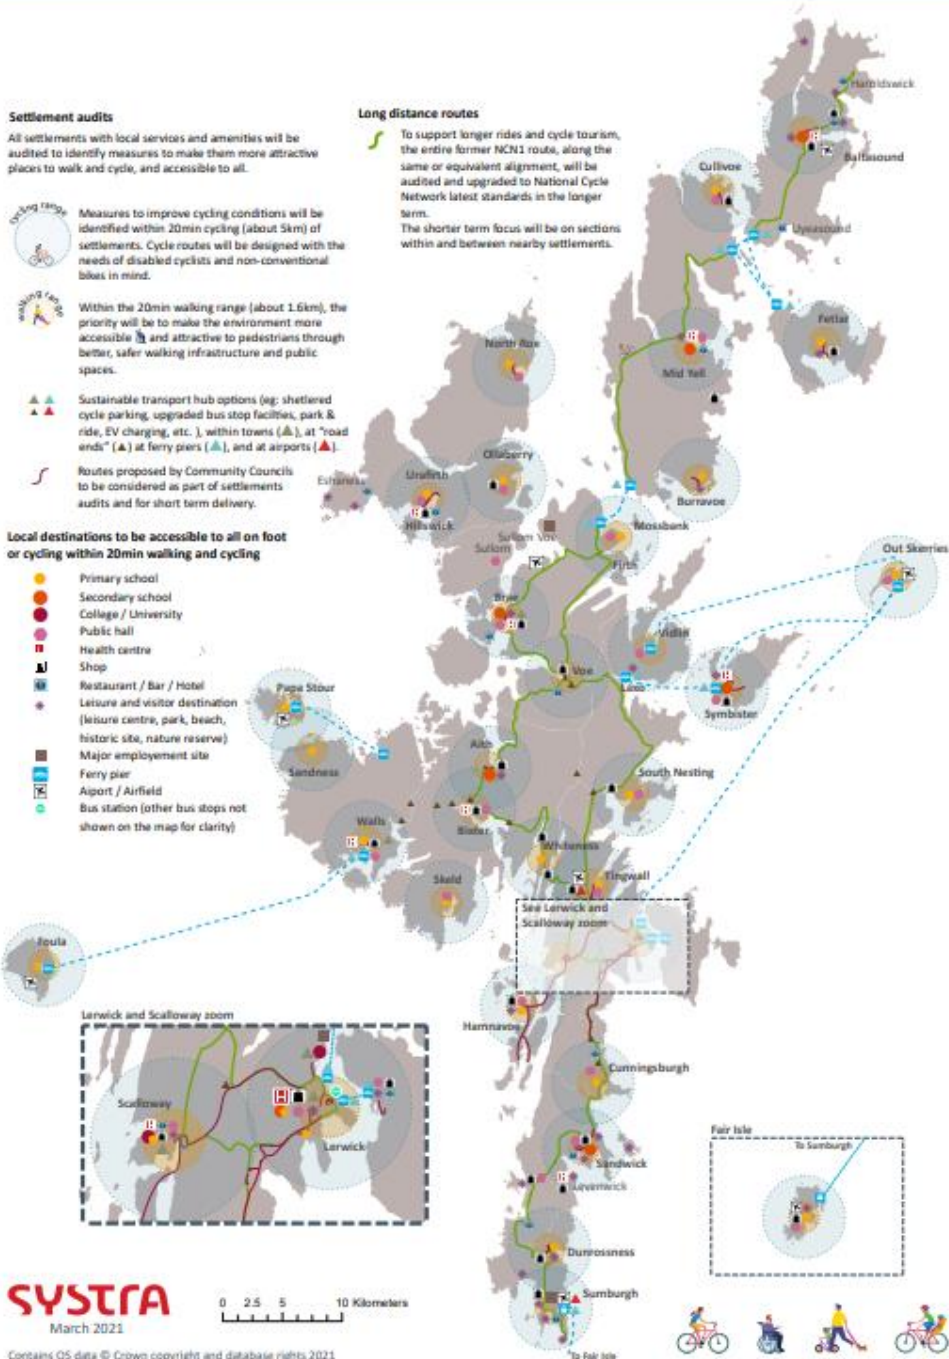 Settlement audits
All settlements with local services and amenities will be
audited to identify measures to make them more attractive
places to walk and cycle, and accessible to all.
cycling range
Measures to improve cycling conditions will be
identified within 20min cycling (about 5km) of
settlements. Cycle routes will be designed with the
needs of disabled cyclists and non-conventional
bikes in mind.
walking range
Within the 20min walking range (about 1.6km), the
priority will be to make the environment more
accessible and attractive to pedestrians through
better, safer walking infrastructure and public
spaces.
Sustainable transport hub options (eg: shetlered
cycle parking, upgraded bus stop facilties, park &
ride, EV charging, etc. ), within towns ( ), at "road
ends" ( ) at ferry piers ( ), and at airports ( ).
Routes proposed by Community Councils
to be considered as part of settlements
audits and for short term delivery.
Local destinations to be accessible to all on foot
or cycling within 20min walking and cycling
Primary school
Secondary school
College / University
Public hall
Health centre
Shop
Restaurant / Bar / Hotel
Leisure and visitor destination
(leisure centre, park, beach,
historic site, nature reserve)
Major employement site
Ferry pier
Aiport / Airfield
Bus station (other bus stops not
shown on the map for clarity)
Long distance routes
To support longer rides and cycle tourism,
the entire former NCN1 route, along the
same or equivalent alignment, will be
audited and upgraded to National Cycle
Network latest standards in the longer
term.
The shorter term focus will be on sections
within and between nearby settlements.
Haroldswick
Baltasound
Cullivoe
Uyeasound
Fetlar
North Roe
Mid Yell
Ollaberry
Urafirth
Eshaness
Hillswick
Burravoe
Sullom Voe
Mossbank
Sullom
Firth
Out Skerries
Brae
Vidlin
Voe
Laxo
Papa Stour
Symbister
Aith
Sandness
South Nesting
Walls
Bixter
Whiteness
Skeld
Tingwall
See Lerwick and
Scalloway zoom
Foula
Hamnavoe
Lerwick and Scalloway zoom
Scalloway
Lerwick
Cunningsburgh
Sandwick
Levenwick
Dunrossness
Sumburgh
To Fair Isle
Fair Isle
To Sumburgh
SYSTRA
March 2021
0 2.5 5 10 Kilometers
Contains OS data © Crown copyright and database rights 2021